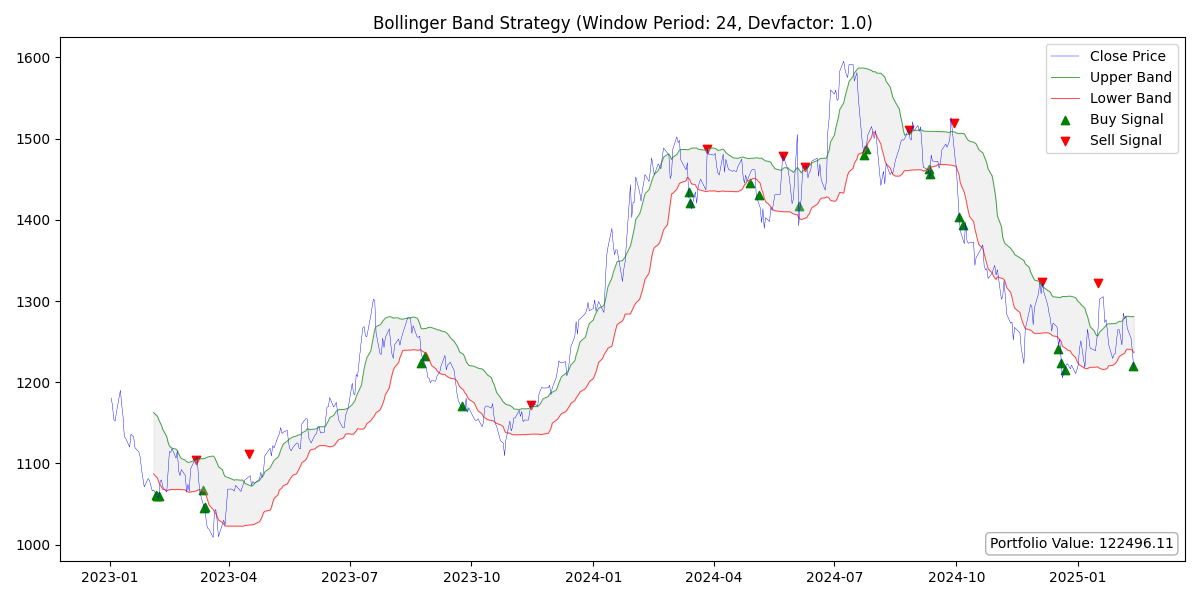 Bollinger Band Strategy (Window Period: 24, Devfactor: 1.0)
1600
1500
1400
1300
1200
1100
1000
Close Price
Upper Band
Lower Band
Buy Signal
Sell Signal
Portfolio Value: 122496.11
2023-01 2023-04 2023-07 2023-10 2024-01 2024-04 2024-07 2024-10 2025-01